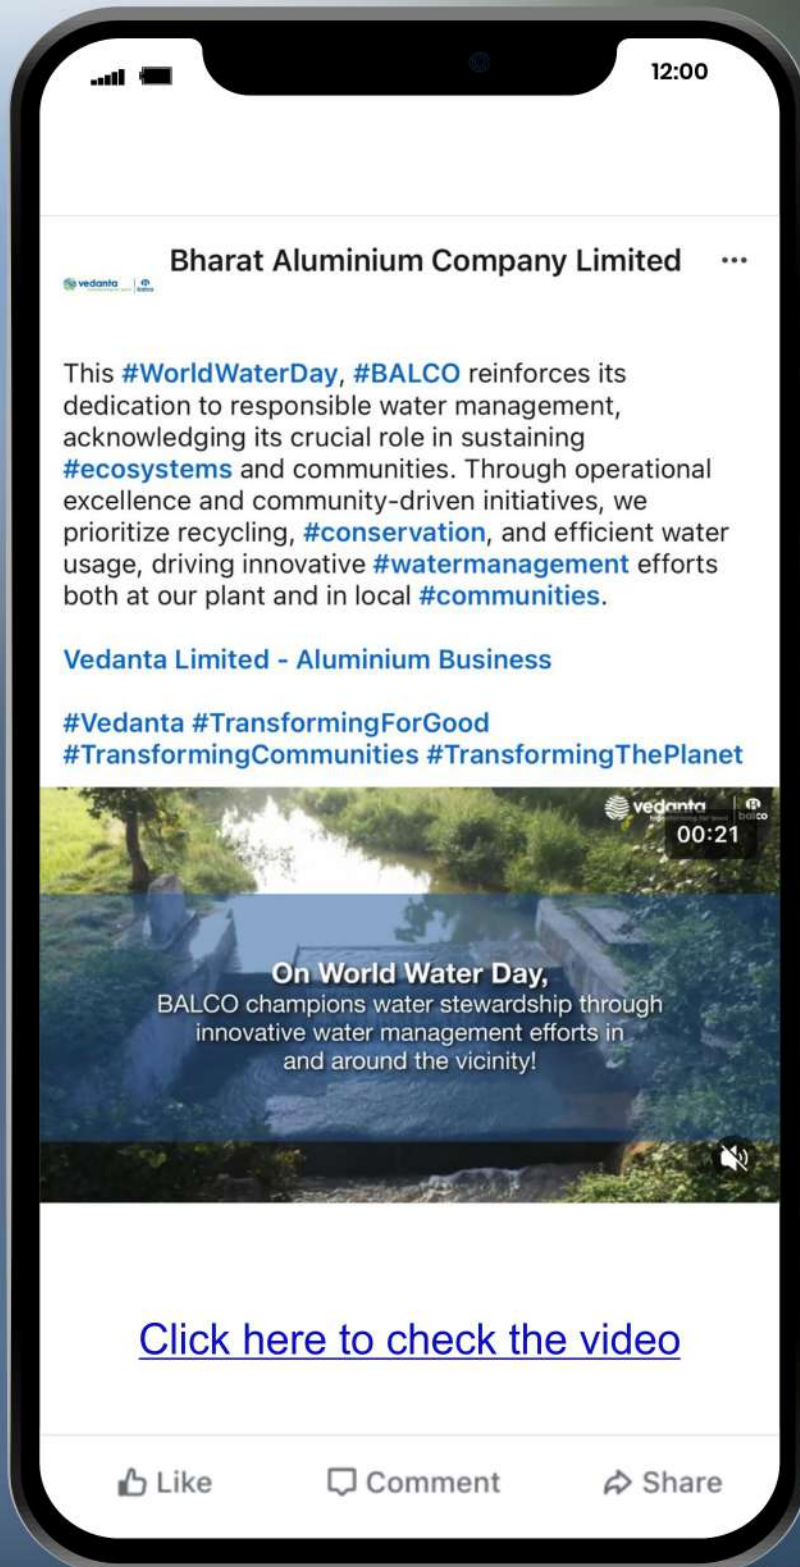 12:00
Bharat Aluminium Company Limited
vedanta
balco
This #WorldWaterDay, #BALCO reinforces its
dedication to responsible water management,
acknowledging its crucial role in sustaining
#ecosystems and communities. Through operational
excellence and community-driven initiatives, we
prioritize recycling, #conservation, and efficient water
usage, driving innovative #watermanagement efforts
both at our plant and in local #communities.
Vedanta Limited - Aluminium Business
#Vedanta #TransformingForGood
#TransformingCommunities #TransformingThePlanet
vedanta
balco
00:21
On World Water Day,
BALCO champions water stewardship through
innovative water management efforts in
and around the vicinity!
Click here to check the video
Like Comment Share